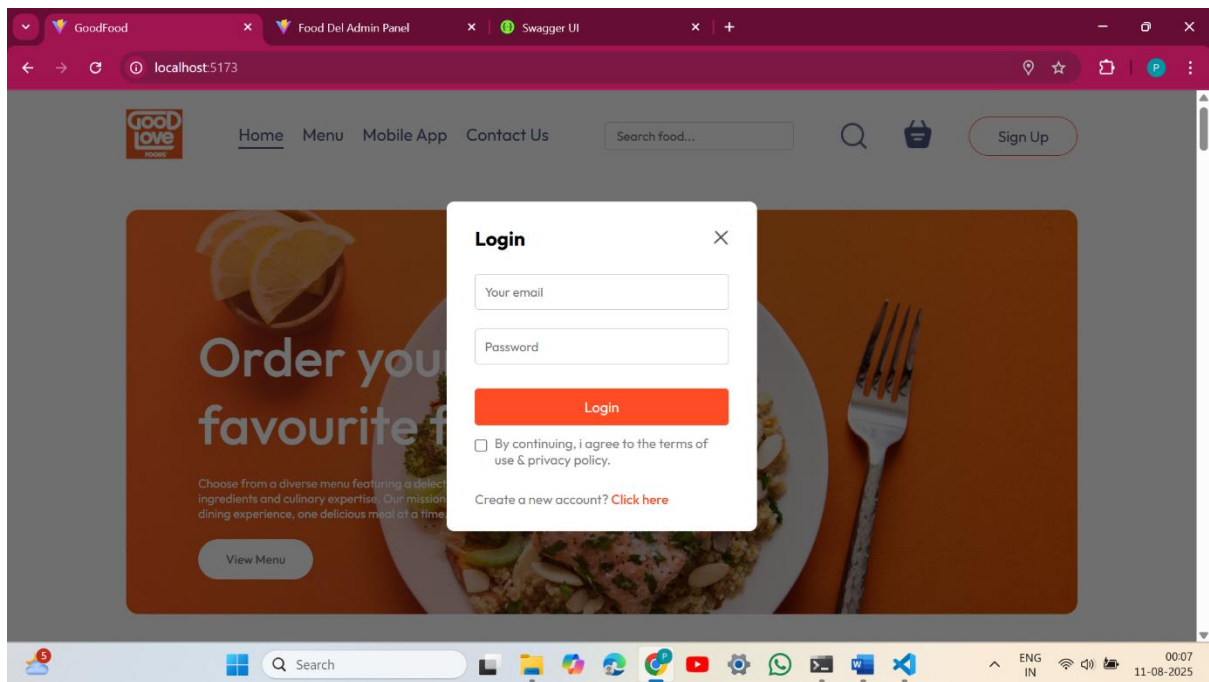 GoodFood
Food Del Admin Panel
Swagger UI
localhost:5173
GOOD
LOVE
FOODS
Home Menu Mobile App Contact Us Search food... Sign Up
Login
Your email
Password
Login
By continuing, i agree to the terms of
use & privacy policy.
Create a new account? Click here
Order you
favourite f
Choose from a diverse menu featuring a delect
ingredients and culinary expertise. Our mission
dining experience, one delicious meal at a time.
View Menu
5
Search
P
ENG
IN
00:07
11-08-2025